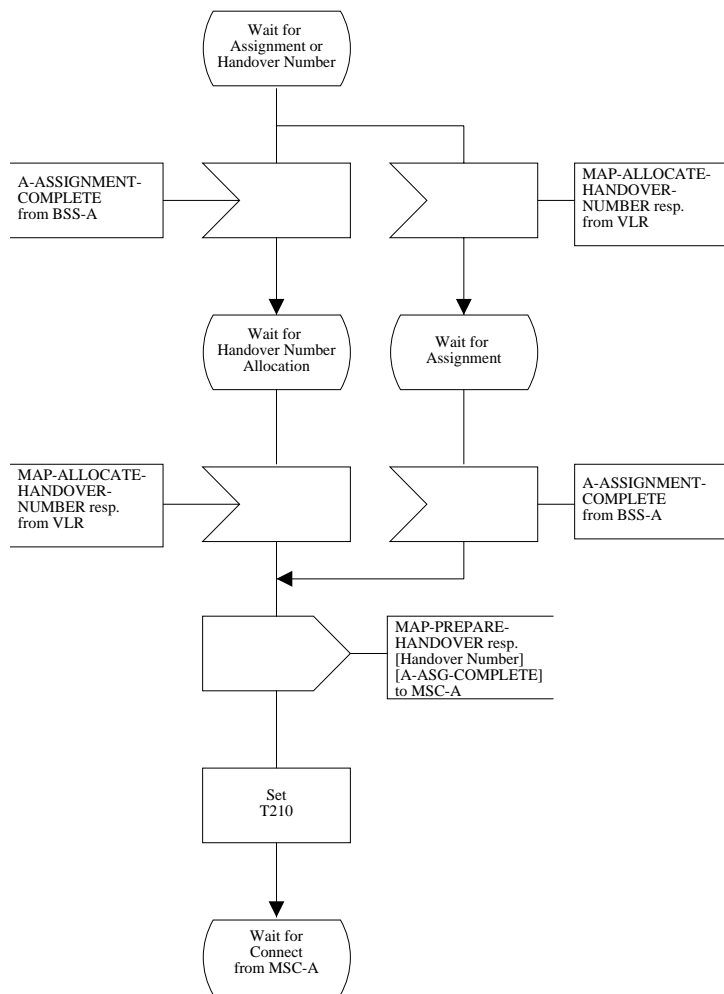 Wait for
Assignment or
Handover Number
A-ASSIGNMENT-
COMPLETE
from BSS-A
MAP-ALLOCATE-
HANDOVER-
NUMBER resp.
from VLR
Wait for
Handover Number
Allocation
Wait for
Assignment
MAP-ALLOCATE-
HANDOVER-
NUMBER resp.
from VLR
A-ASSIGNMENT-
COMPLETE
from BSS-A
MAP-PREPARE-
HANDOVER resp.
[Handover Number]
[A-ASG-COMPLETE]
to MSC-A
Set
T210
Wait for
Connect
from MSC-A